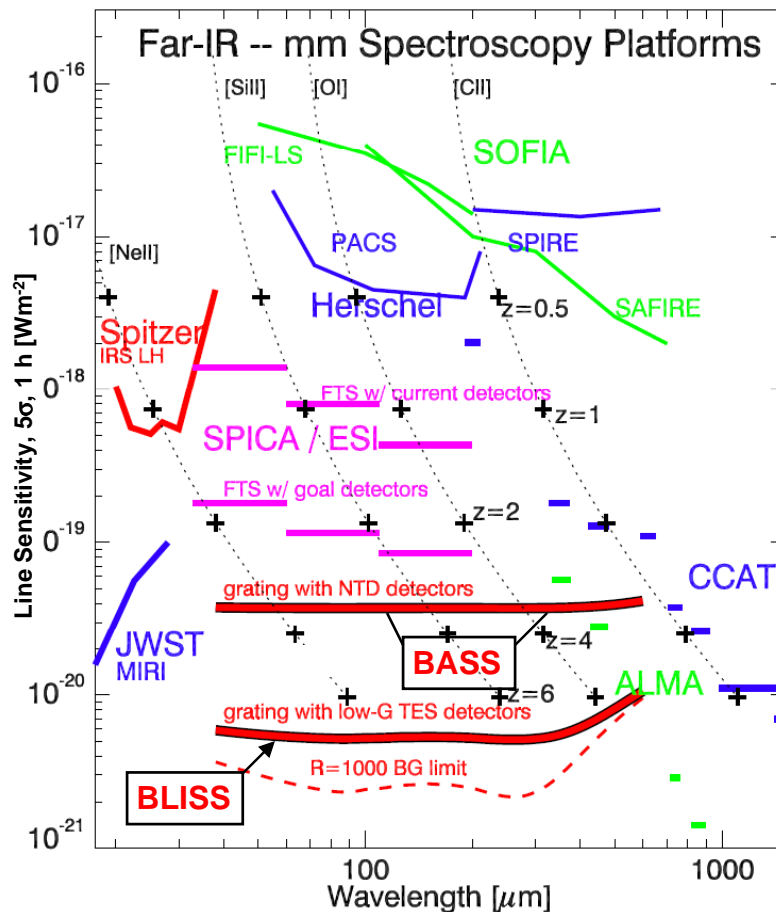 Far-IR -- mm Spectroscopy Platforms
10⁻¹⁶
10⁻¹⁷
10⁻¹⁸
10⁻¹⁹
10⁻²⁰
10⁻²¹
Line Sensitivity, 5σ, 1 h [Wm⁻²]
[SiII]
[OI]
[CII]
FIFI-LS
SOFIA
PACS
SPIRE
[NeII]
Herschel
z=0.5
SAFIRE
Spitzer
IRS LH
FTS w/ current detectors
z=1
SPICA / ESI
FTS w/ goal detectors
z=2
grating with NTD detectors
CCAT
JWST
MIRI
BASS
z=4
z=6
ALMA
grating with low-G TES detectors
R=1000 BG limit
BLISS
100
1000
Wavelength [μm]